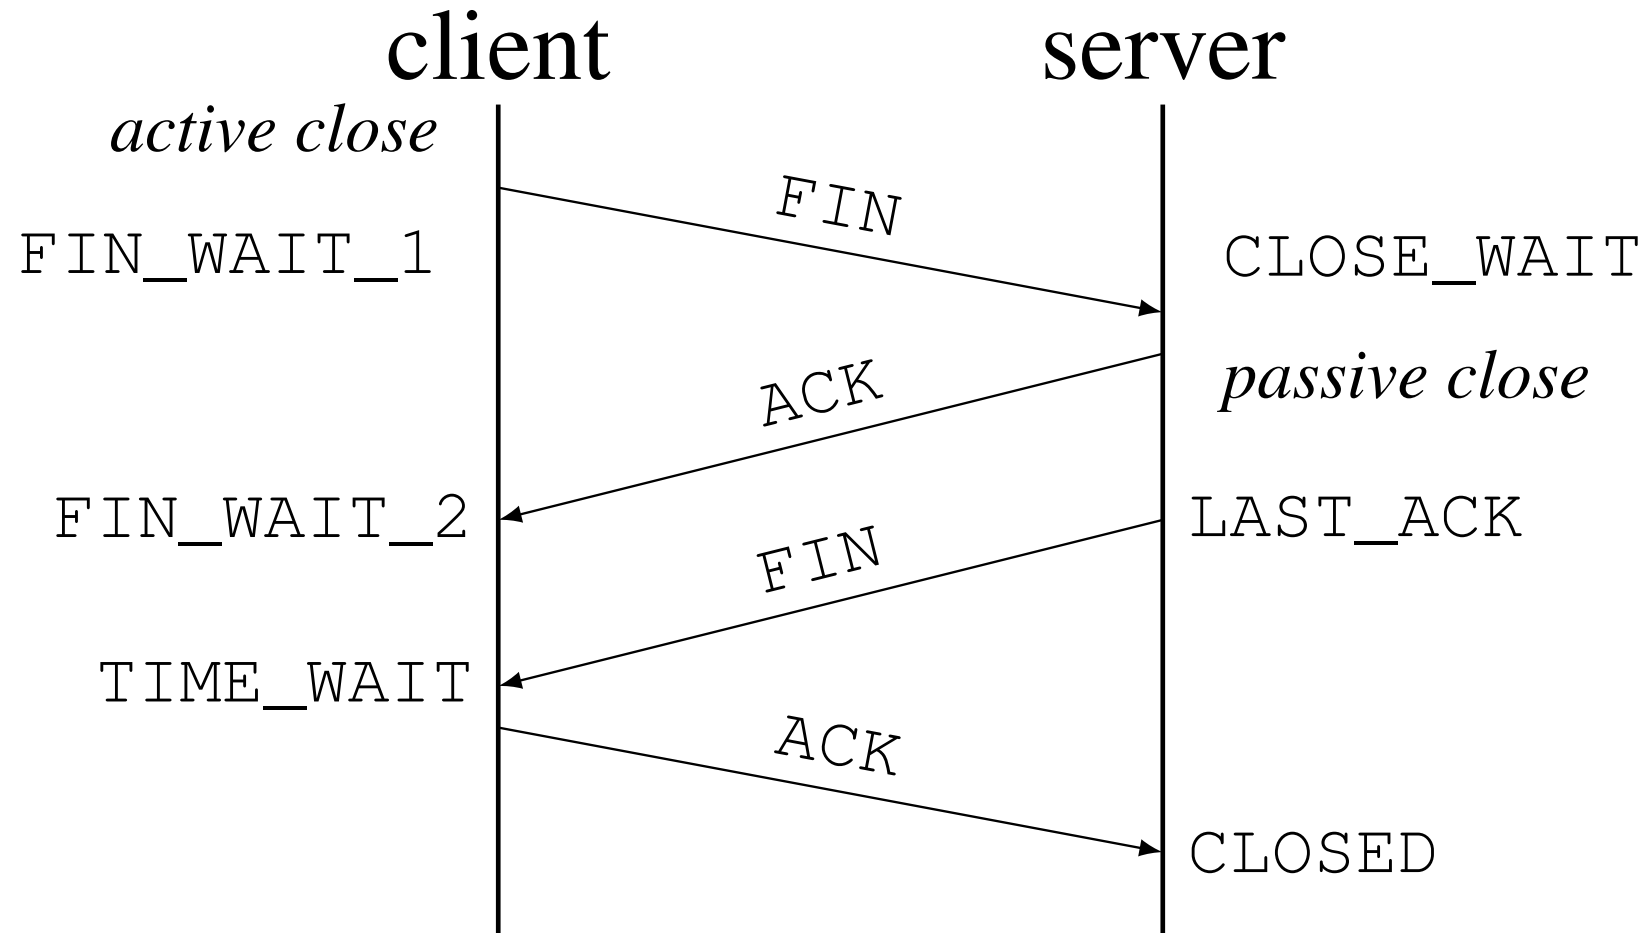 client
server
active close
FIN
FIN_WAIT_1
CLOSE_WAIT
ACK
passive close
FIN_WAIT_2
LAST_ACK
FIN
TIME_WAIT
ACK
CLOSED